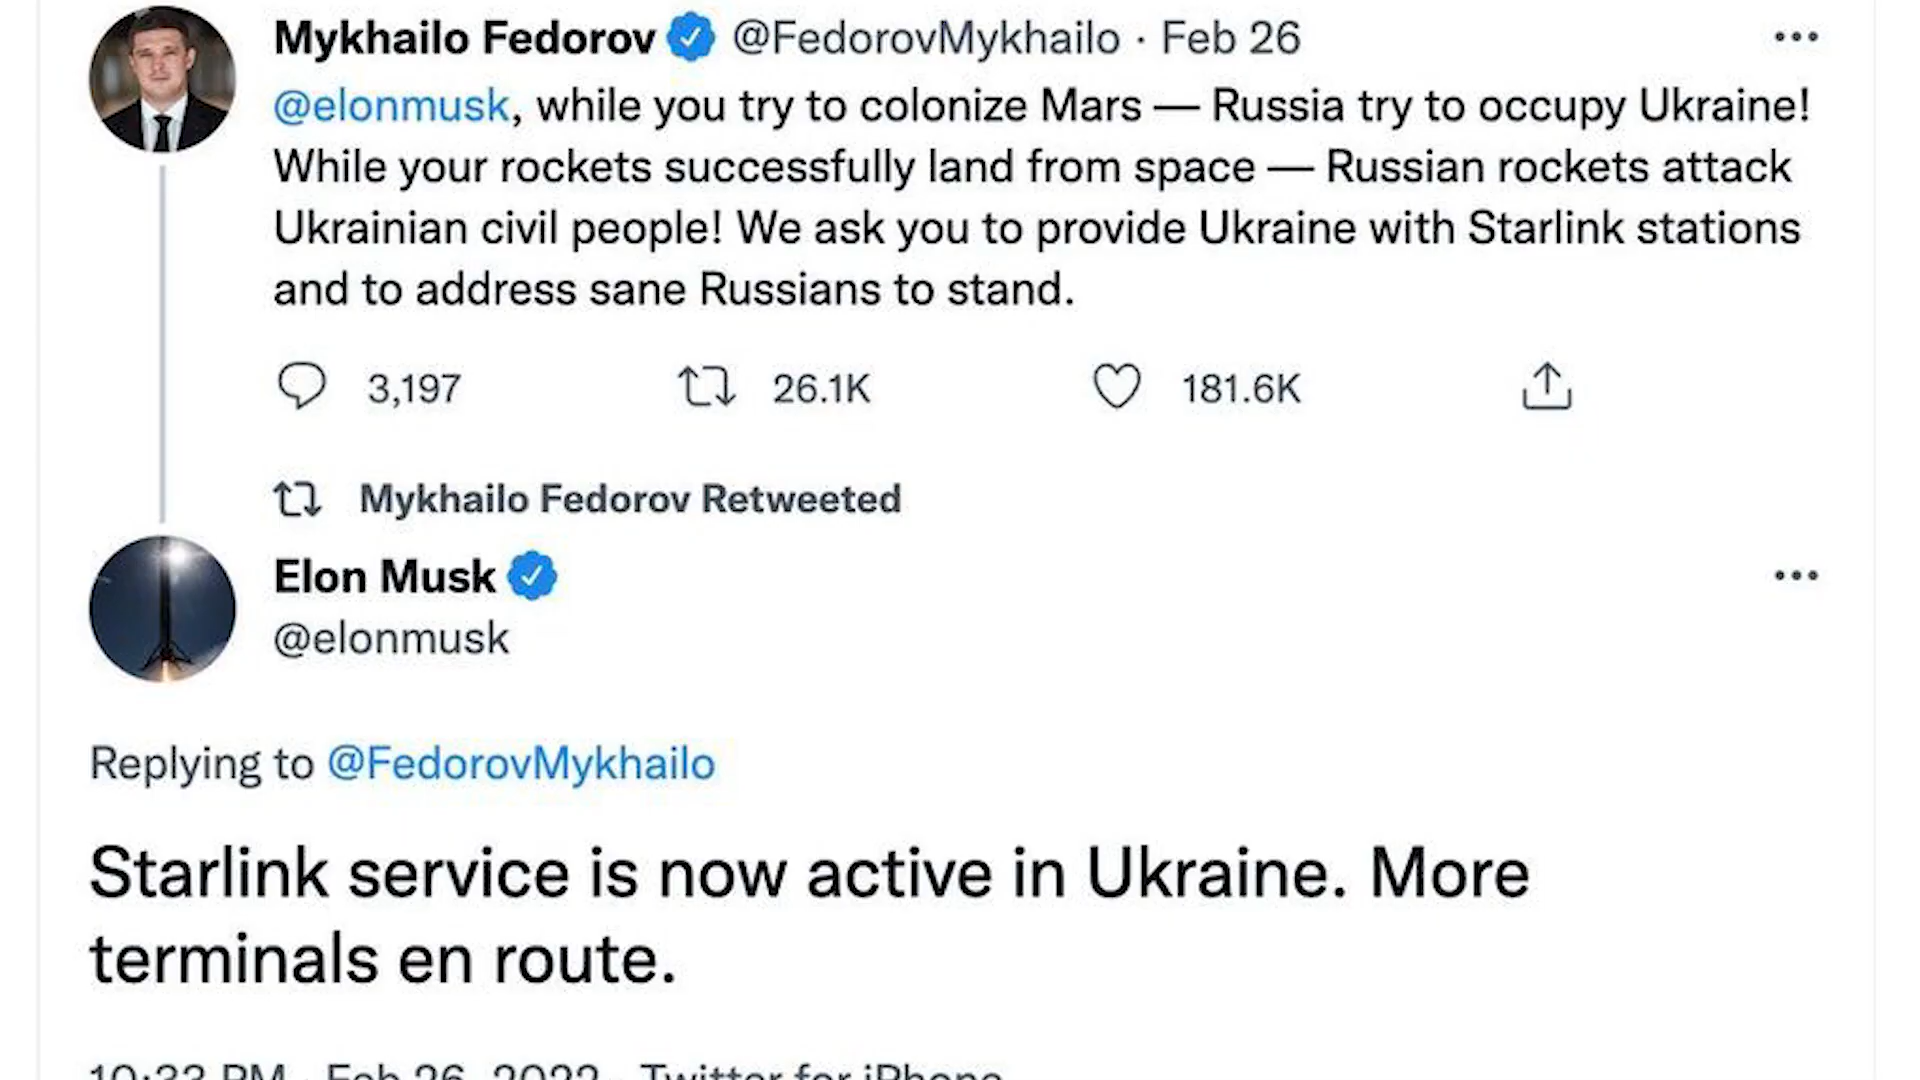 Mykhailo Fedorov @FedorovMykhailo · Feb 26
@elonmusk, while you try to colonize Mars — Russia try to occupy Ukraine!
While your rockets successfully land from space — Russian rockets attack
Ukrainian civil people! We ask you to provide Ukraine with Starlink stations
and to address sane Russians to stand.
3,197 26.1K 181.6K
Mykhailo Fedorov Retweeted
Elon Musk
@elonmusk
Replying to @FedorovMykhailo
Starlink service is now active in Ukraine. More
terminals en route.
10:33 PM · Feb 26, 2022 · Twitter for iPhone